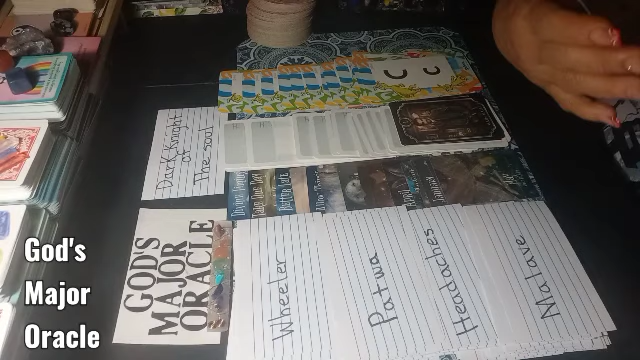 Dark Knight
of
The Soul
GOD'S
MAJOR
ORACLE
Wheeler
Patwa
Headaches
Malave
God's
Major
Oracle